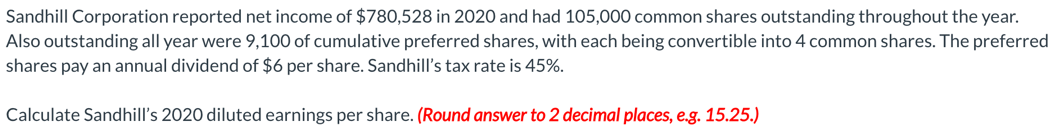 Sandhill Corporation reported net income of $780,528 in 2020 and had 105,000 common shares outstanding throughout the year.
Also outstanding all year were 9,100 of cumulative preferred shares, with each being convertible into 4 common shares. The preferred
shares pay an annual dividend of $6 per share. Sandhill’s tax rate is 45%.
Calculate Sandhill’s 2020 diluted earnings per share. (Round answer to 2 decimal places, e.g. 15.25.)